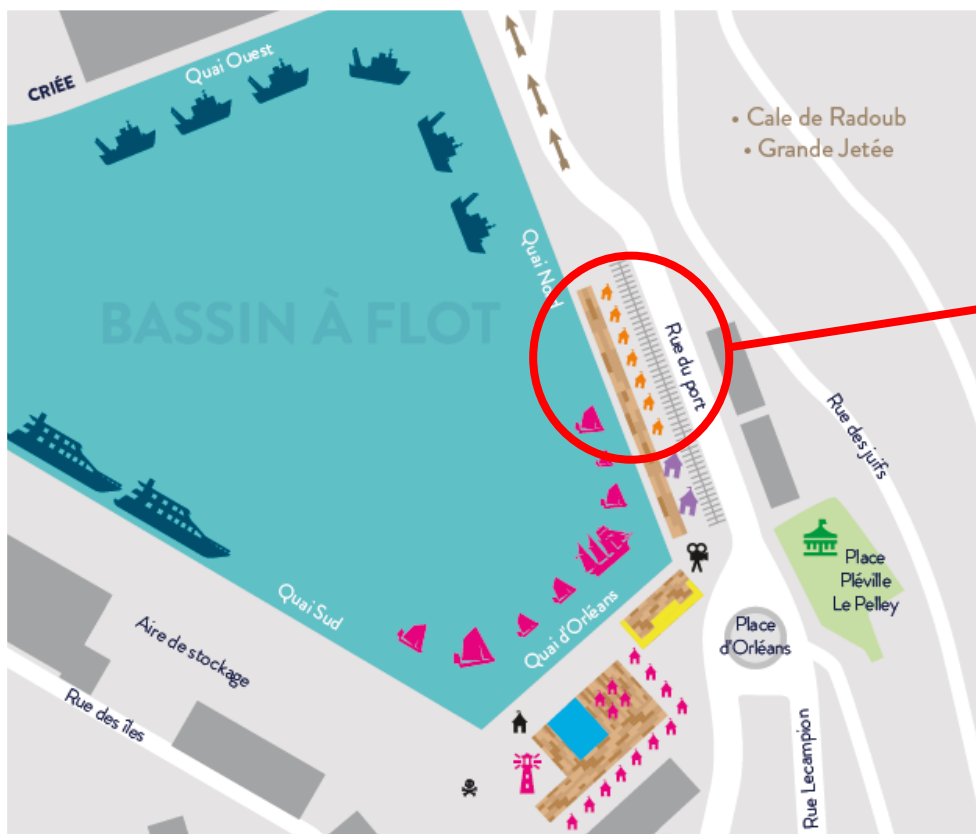 Quai Ouest
CRIÉE
• Cale de Radoub
• Grande Jetée
Quai Nord
BASSIN À FLOT
Rue du port
Rue des juifs
Place
Pléville
Le Pelley
Quai Sud
Quai d'Orléans
Place
d'Orléans
Aire de stockage
Rue des îles
Rue Lecampion